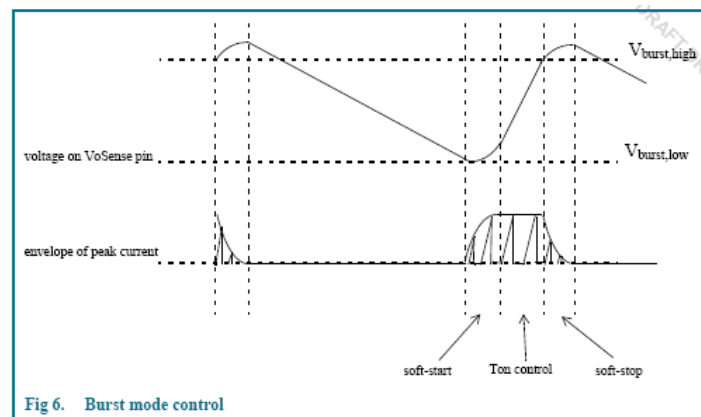 DRAFT
Vburst,high
voltage on VoSense pin
Vburst,low
envelope of peak current
soft-start
Ton control
soft-stop
Fig 6. Burst mode control